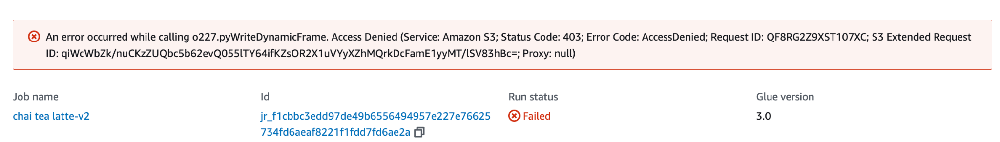 An error occurred while calling o227.pyWriteDynamicFrame. Access Denied (Service: Amazon S3; Status Code: 403; Error Code: AccessDenied; Request ID: QF8RG2Z9XST107XC; S3 Extended Request
ID: qiWcWbZk/nuCKzZUQbc5b62evQ055lTY64ifKZsOR2X1uVYyXZhMQrkDcFamE1yyMT/lSV83hBc=; Proxy: null)
Job name
chai tea latte-v2
Id
jr_f1cbbc3edd97de49b6556494957e227e76625
734fd6aeaf8221f1fdd7fd6ae2a
Run status
Failed
Glue version
3.0